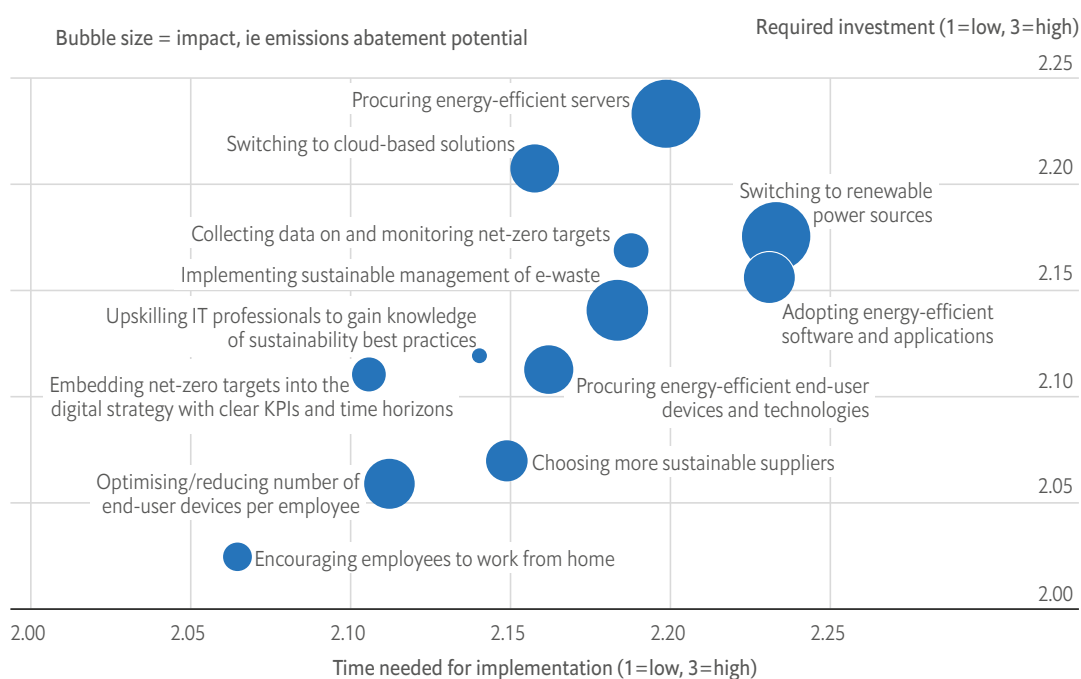 Required investment (1=low, 3=high)
Bubble size = impact, ie emissions abatement potential
2.25
Procuring energy-efficient servers
Switching to cloud-based solutions
2.20
Switching to renewable
power sources
Collecting data on and monitoring net-zero targets
Implementing sustainable management of e-waste
2.15
Adopting energy-efficient
software and applications
Upskilling IT professionals to gain knowledge
of sustainability best practices
Embedding net-zero targets into the
digital strategy with clear KPIs and time horizons
Procuring energy-efficient end-user
devices and technologies
2.10
Choosing more sustainable suppliers
Optimising/reducing number of
end-user devices per employee
2.05
Encouraging employees to work from home
2.00
2.00 2.05 2.10 2.15 2.20 2.25
Time needed for implementation (1=low, 3=high)